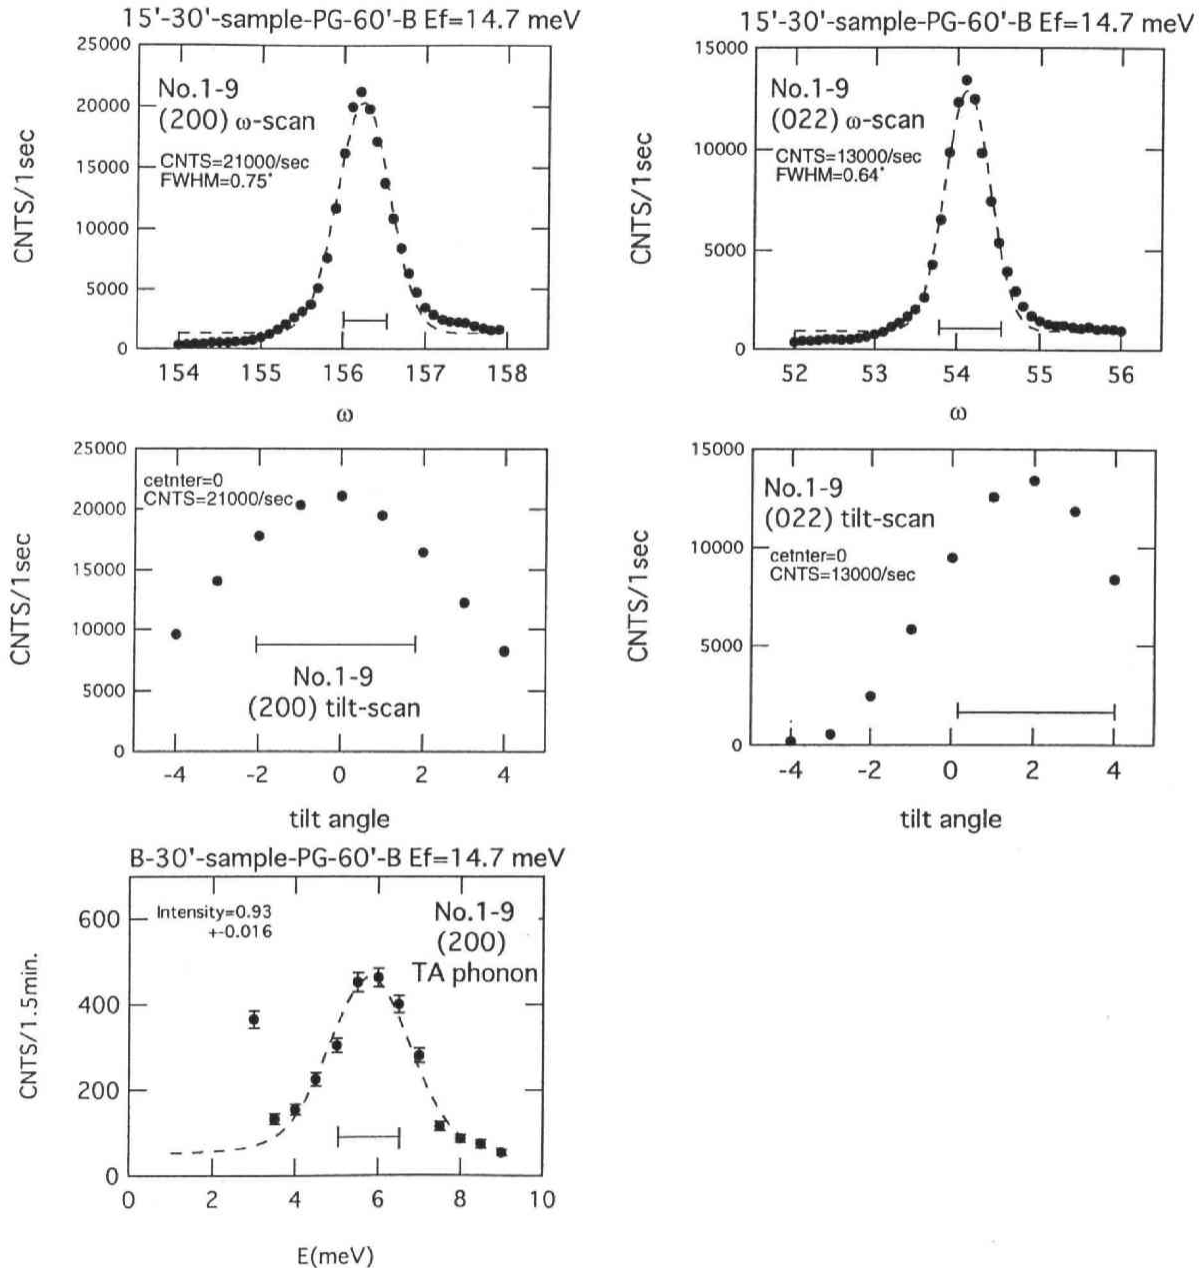 15'-30'-sample-PG-60'-B Ef=14.7 meV
25000
20000
15000
10000
5000
0
CNTS/1sec
No.1-9
(200) ω-scan
CNTS=21000/sec
FWHM=0.75°
154 155 156 157 158
ω
15'-30'-sample-PG-60'-B Ef=14.7 meV
15000
10000
5000
0
CNTS/1sec
No.1-9
(022) ω-scan
CNTS=13000/sec
FWHM=0.64°
52 53 54 55 56
ω
25000
20000
15000
10000
5000
0
CNTS/1sec
cetnter=0
CNTS=21000/sec
No.1-9
(200) tilt-scan
-4 -2 0 2 4
tilt angle
15000
10000
5000
0
CNTS/1sec
No.1-9
(022) tilt-scan
cetnter=0
CNTS=13000/sec
-4 -2 0 2 4
tilt angle
B-30'-sample-PG-60'-B Ef=14.7 meV
600
400
200
0
CNTS/1.5min.
Intensity=0.93
+-0.016
No.1-9
(200)
TA phonon
0 2 4 6 8 10
E(meV)